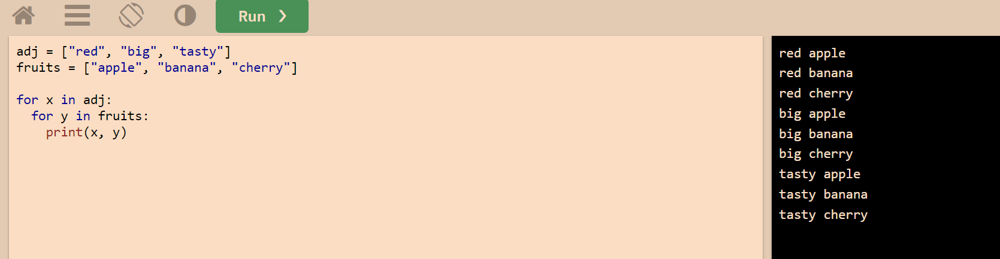 Run ❯
adj = ["red", "big", "tasty"]
fruits = ["apple", "banana", "cherry"]

for x in adj:
  for y in fruits:
    print(x, y)
red apple
red banana
red cherry
big apple
big banana
big cherry
tasty apple
tasty banana
tasty cherry